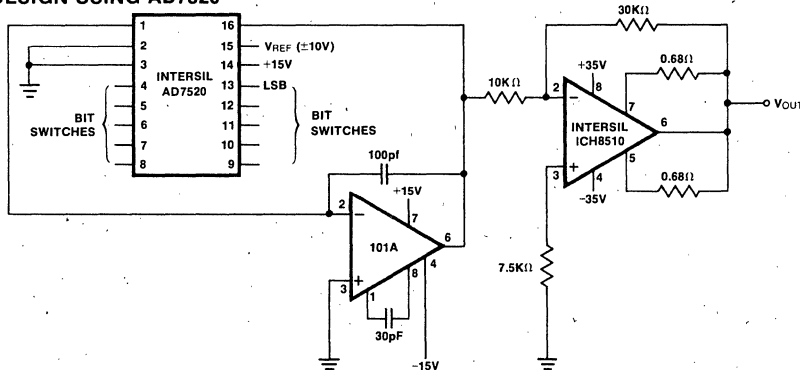 DESIGN USING AD7520
1
2
3
4
5
6
7
8
INTERSIL
AD7520
16
15
14
13
12
11
10
9
VREF (±10V)
+15V
LSB
BIT
SWITCHES
BIT
SWITCHES
100pf
+15V
2
−
7
101A
6
3
+
1
8
4
30pF
−15V
10KΩ
30KΩ
+35V
8
0.68Ω
2
−
7
INTERSIL
ICH8510
6
VOUT
3
+
5
4
−35V
0.68Ω
7.5KΩ